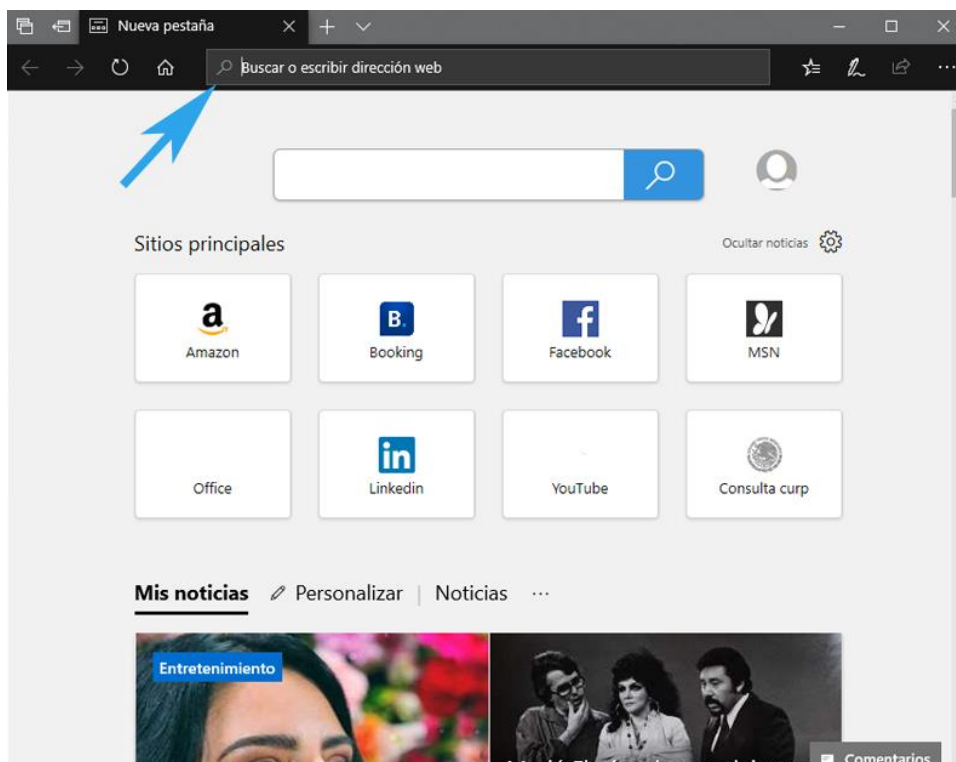 Nueva pestaña
Buscar o escribir dirección web
Sitios principales
Ocultar noticias
a
Amazon
B.
Booking
f
Facebook
MSN
Office
in
Linkedin
YouTube
Consulta curp
Mis noticias Personalizar | Noticias ...
Entretenimiento
Comentarios